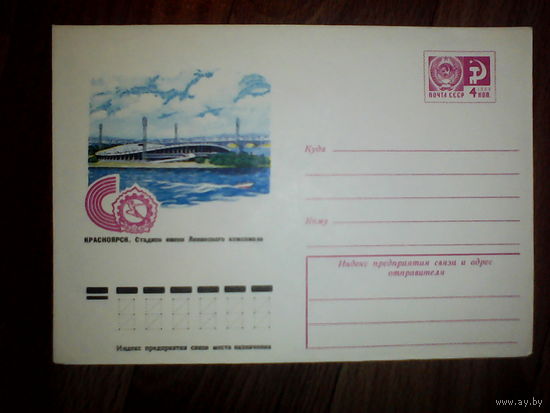 ПОЧТА СССР
4 КОП.
Куда
Кому
КРАСНОЯРСК. Стадион имени Ленинского комсомола
Индекс предприятия связи и адрес
отправителя
Индекс предприятия связи места назначения
www.ay.by